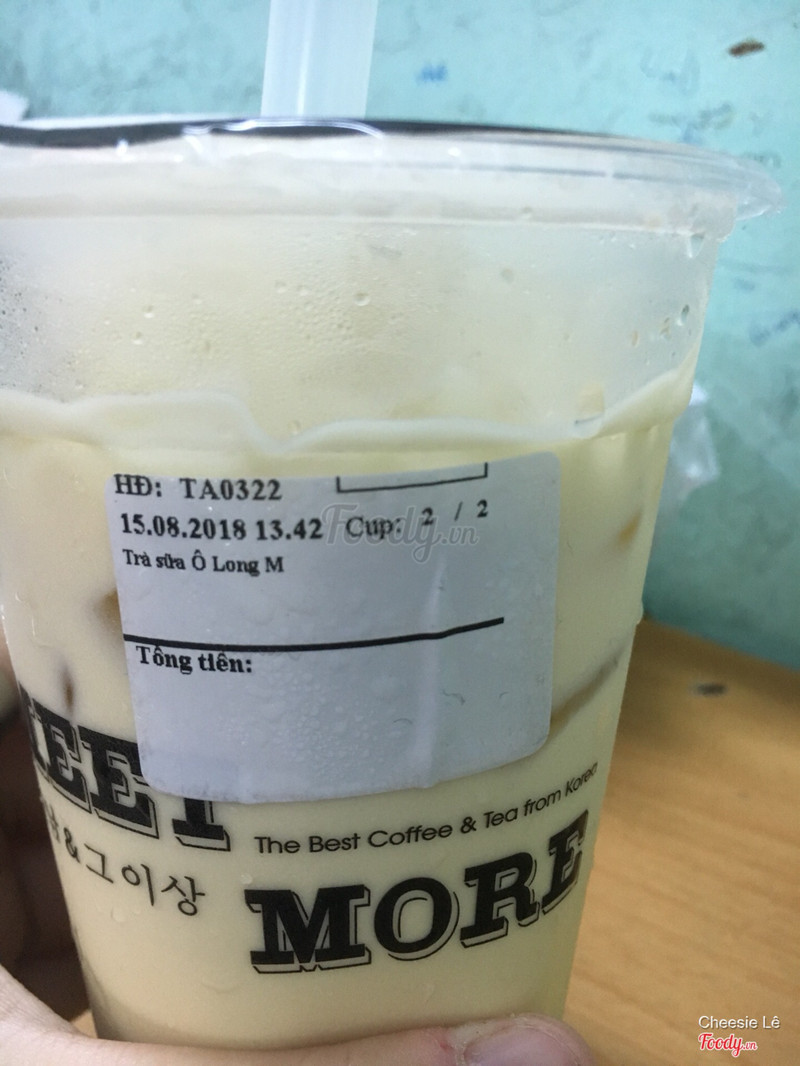 HĐ: TA0322
15.08.2018 13.42 Cup: 2 / 2
Trà sữa Ô Long M
Tổng tiền:
Foody.vn
The Best Coffee & Tea from Korea
&그 이상
MORE
Cheesie Lê
Foody.vn